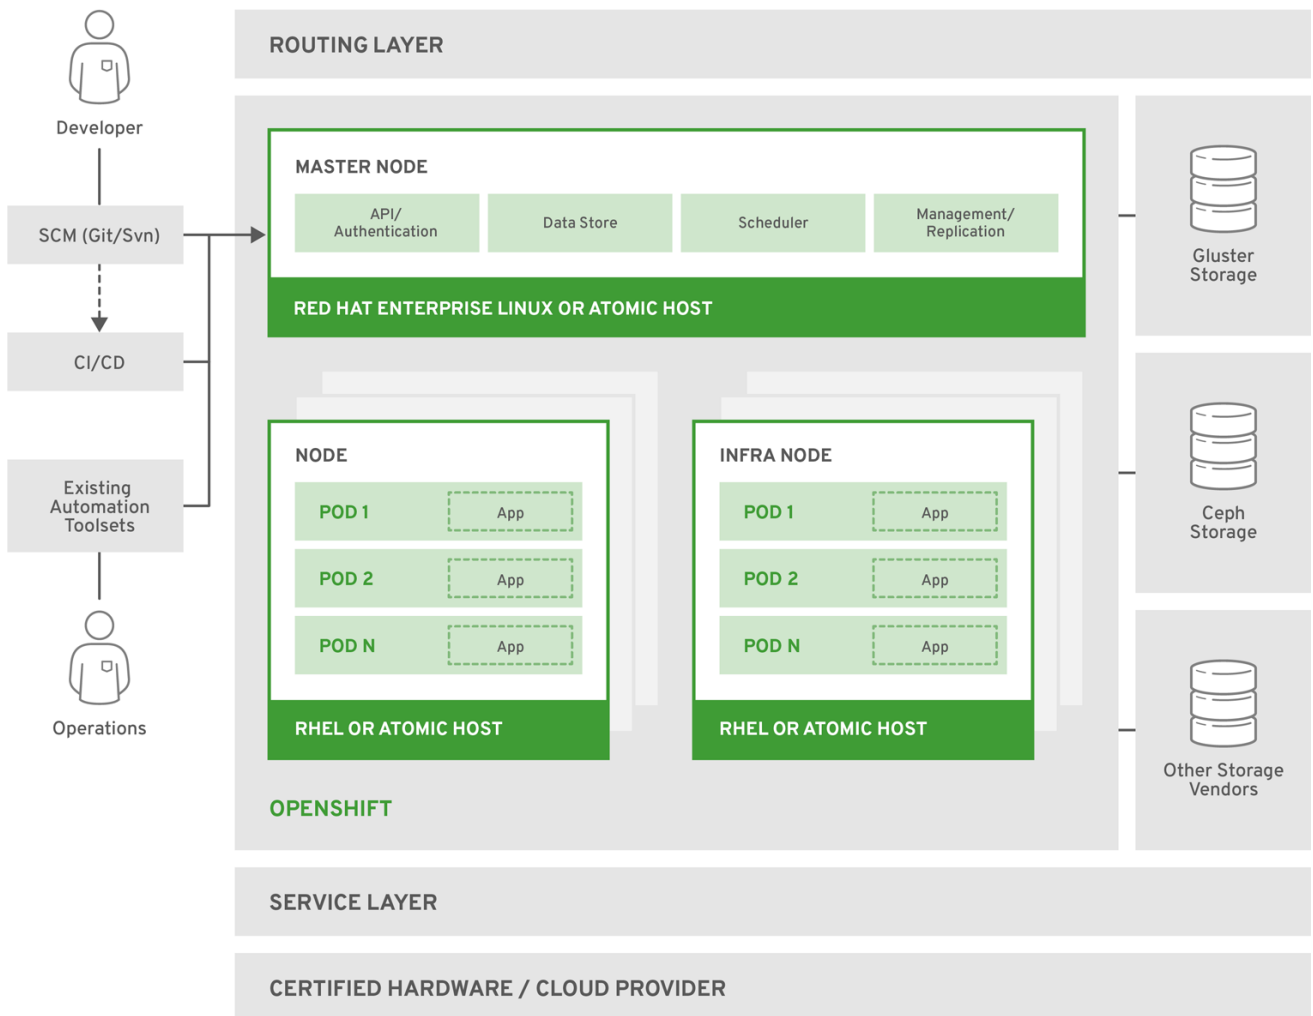 Developer
SCM (Git/Svn)
CI/CD
Existing
Automation
Toolsets
Operations
ROUTING LAYER
MASTER NODE
API/
Authentication
Data Store
Scheduler
Management/
Replication
RED HAT ENTERPRISE LINUX OR ATOMIC HOST
NODE
POD 1
App
POD 2
App
POD N
App
RHEL OR ATOMIC HOST
INFRA NODE
POD 1
App
POD 2
App
POD N
App
RHEL OR ATOMIC HOST
OPENSHIFT
Gluster
Storage
Ceph
Storage
Other Storage
Vendors
SERVICE LAYER
CERTIFIED HARDWARE / CLOUD PROVIDER